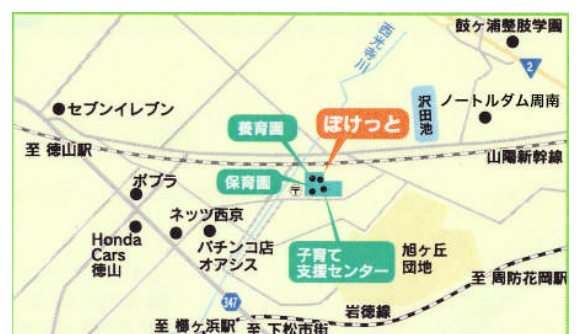 鼓ヶ浦整肢学園
2
西光寺川
沢田池
ノートルダム周南
セブンイレブン
養育園
ぽけっと
至 徳山駅
山陽新幹線
保育園
〒
ポプラ
ネッツ西京
Honda
Cars
徳山
パチンコ店
オアシス
子育て
支援センター
旭ヶ丘
団地
至 周防花岡駅
347
岩徳線
至 櫛ヶ浜駅
至 下松市街